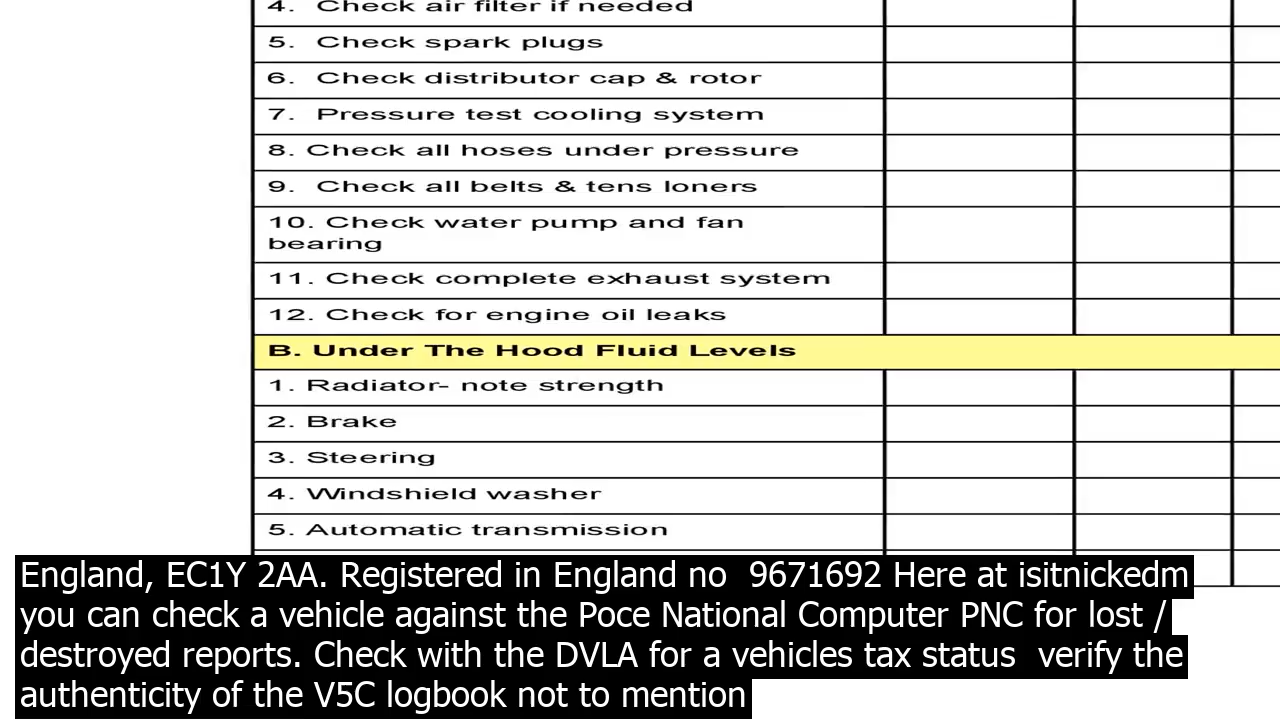 4. Check air filter if needed
5. Check spark plugs
6. Check distributor cap & rotor
7. Pressure test cooling system
8. Check all hoses under pressure
9. Check all belts & tens loners
10. Check water pump and fan
bearing
11. Check complete exhaust system
12. Check for engine oil leaks
B. Under The Hood Fluid Levels
1. Radiator- note strength
2. Brake
3. Steering
4. Windshield washer
5. Automatic transmission
England, EC1Y 2AA. Registered in England no 9671692 Here at isitnickedm
you can check a vehicle against the Poce National Computer PNC for lost /
destroyed reports. Check with the DVLA for a vehicles tax status verify the
authenticity of the V5C logbook not to mention